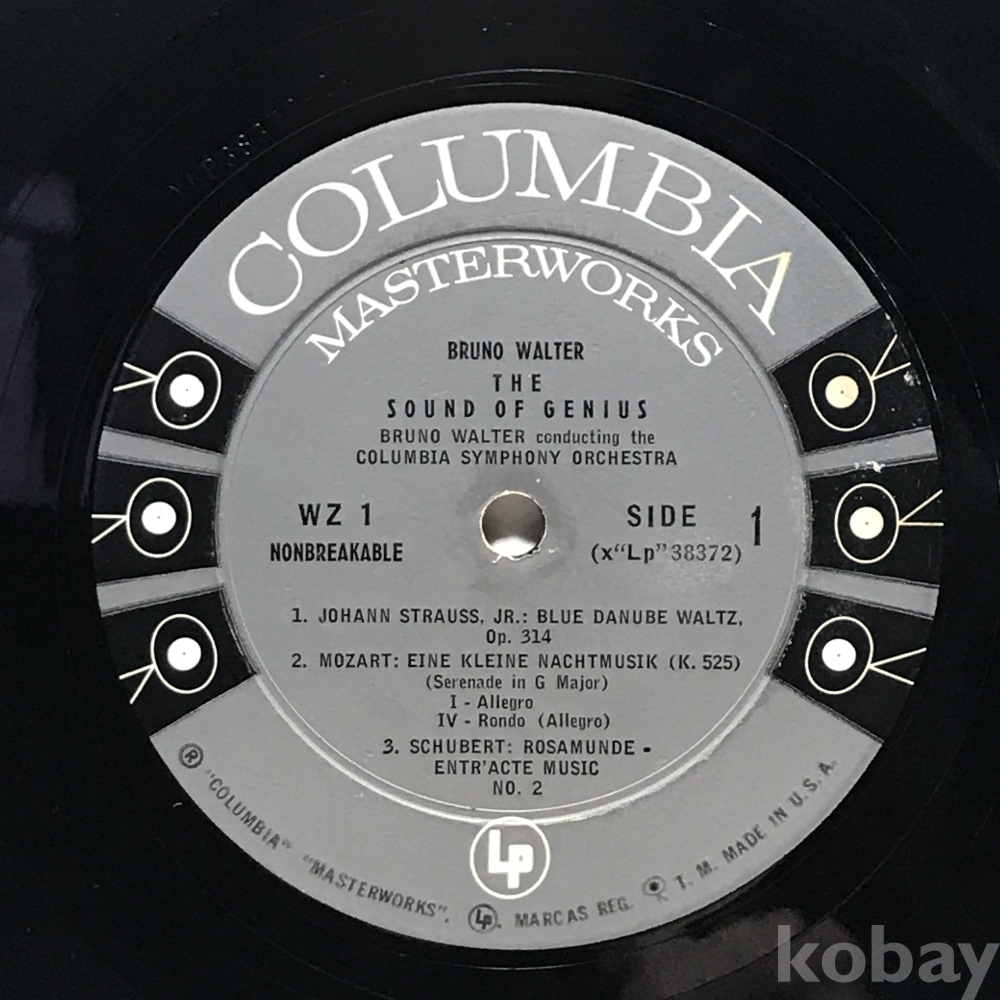 COLUMBIA
MASTERWORKS
BRUNO WALTER
THE
SOUND OF GENIUS
BRUNO WALTER conducting the
COLUMBIA SYMPHONY ORCHESTRA
WZ 1
NONBREAKABLE
SIDE 1
(x“Lp”38372)
1. JOHANN STRAUSS, JR.: BLUE DANUBE WALTZ,
Op. 314
2. MOZART: EINE KLEINE NACHTMUSIK (K. 525)
(Serenade in G Major)
I - Allegro
IV - Rondo (Allegro)
3. SCHUBERT: ROSAMUNDE -
ENTR'ACTE MUSIC
NO. 2
Lp
® "COLUMBIA" "MASTERWORKS". Lp. MARCAS REG. T. M. MADE IN U. S. A.
kobay